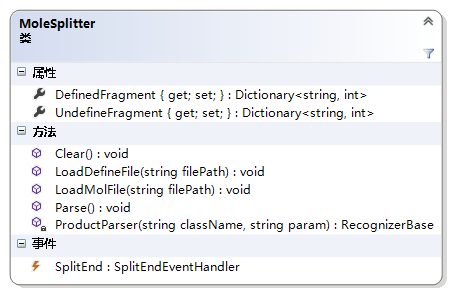 MoleSplitter
类
属性
DefinedFragment { get; set; } : Dictionary<string, int>
UndefineFragment { get; set; } : Dictionary<string, int>
方法
Clear() : void
LoadDefineFile(string filePath) : void
LoadMolFile(string filePath) : void
Parse() : void
ProductParser(string className, string param) : RecognizerBase
事件
SplitEnd : SplitEndEventHandler